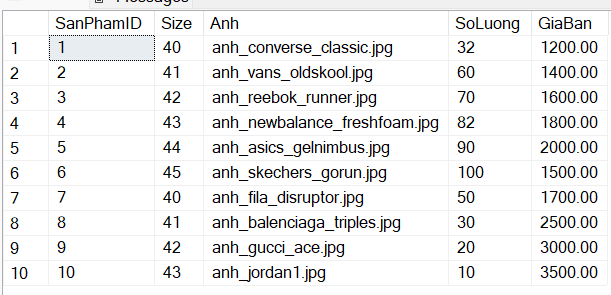 Messages
SanPhamID Size Anh SoLuong GiaBan
1 1 40 anh_converse_classic.jpg 32 1200.00
2 2 41 anh_vans_oldskool.jpg 60 1400.00
3 3 42 anh_reebok_runner.jpg 70 1600.00
4 4 43 anh_newbalance_freshfoam.jpg 82 1800.00
5 5 44 anh_asics_gelnimbus.jpg 90 2000.00
6 6 45 anh_skechers_gorun.jpg 100 1500.00
7 7 40 anh_fila_disruptor.jpg 50 1700.00
8 8 41 anh_balenciaga_triples.jpg 30 2500.00
9 9 42 anh_gucci_ace.jpg 20 3000.00
10 10 43 anh_jordan1.jpg 10 3500.00